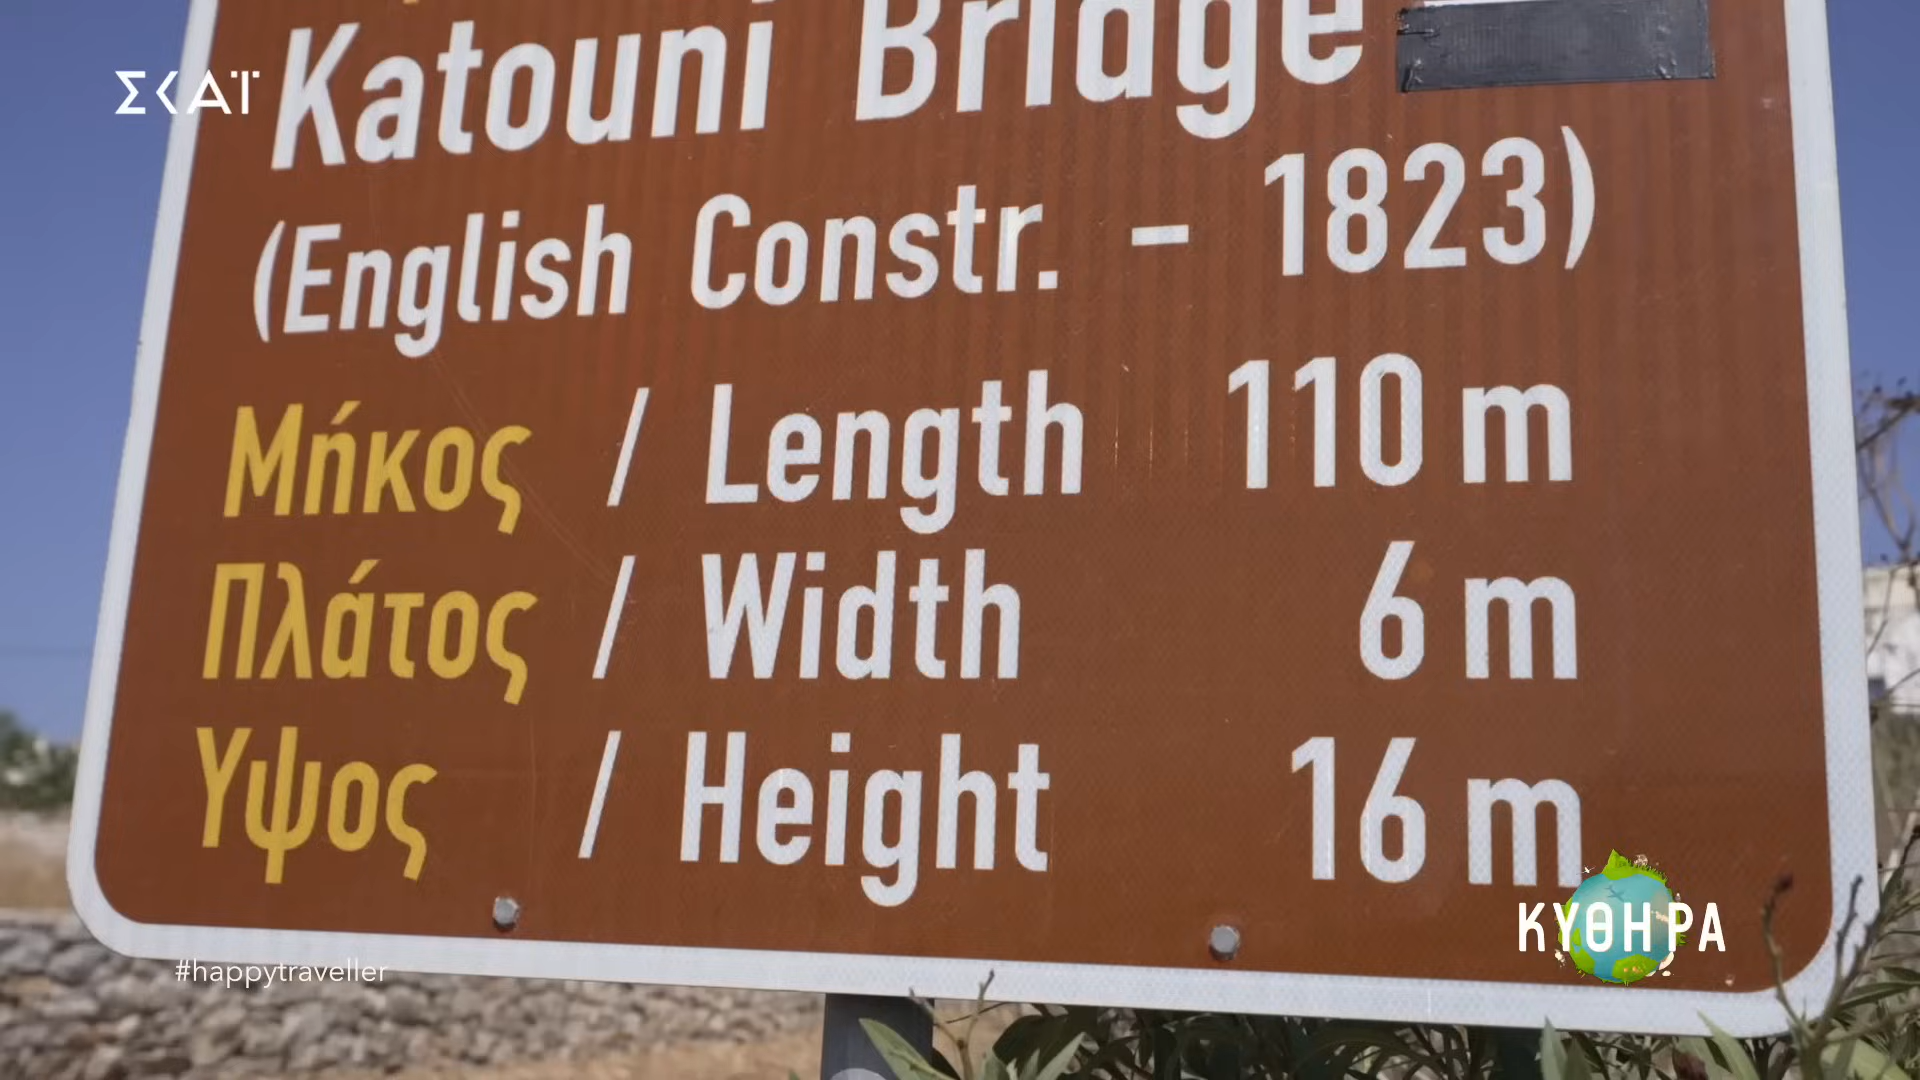 ΣΚΑΪ
Katouni Bridge
(English Constr. - 1823)
Μήκος / Length 110 m
Πλάτος / Width 6 m
Υψος / Height 16 m
ΚΥΘΗΡΑ
#happytraveller